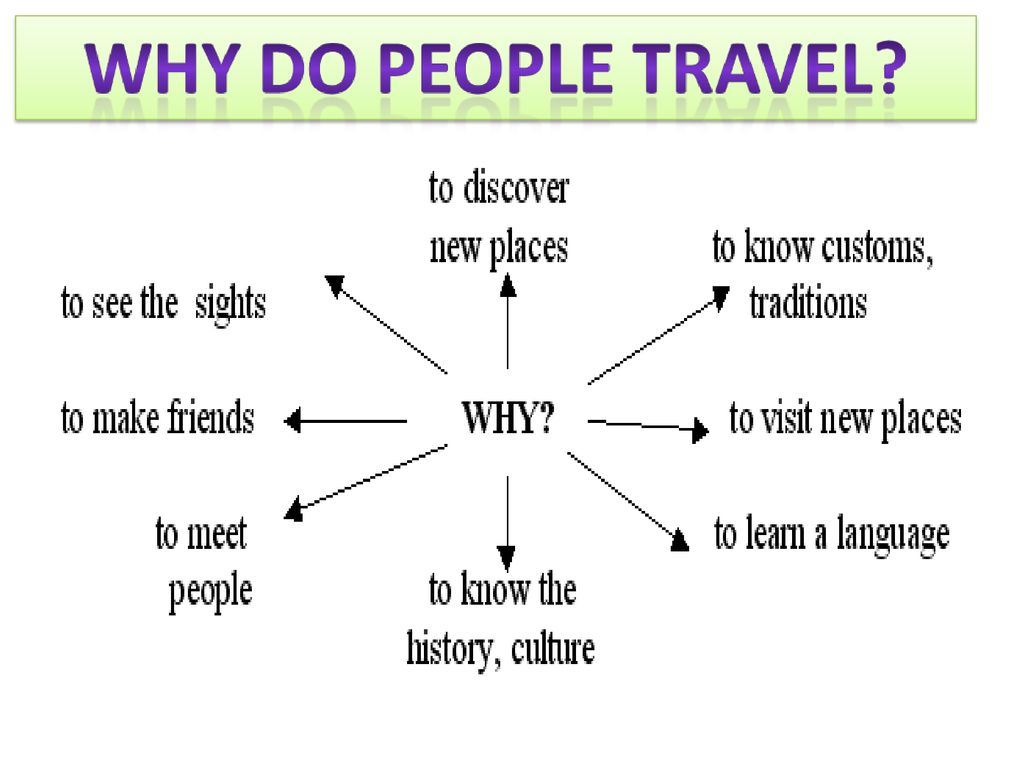 WHY DO PEOPLE TRAVEL?
to discover
new places
to know customs,
traditions
to see the sights
to make friends
WHY?
to visit new places
to meet
people
to learn a language
to know the
history, culture